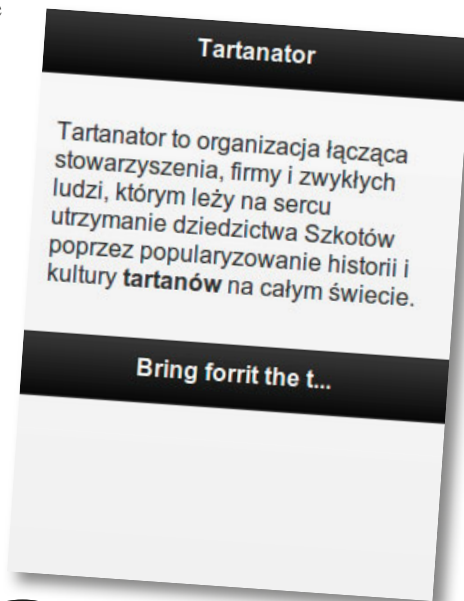 Tartanator
Tartanator to organizacja łącząca
stowarzyszenia, firmy i zwykłych
ludzi, którym leży na sercu
utrzymanie dziedzictwa Szkotów
poprzez popularyzowanie historii i
kultury tartanów na całym świecie.
Bring forrit the t...